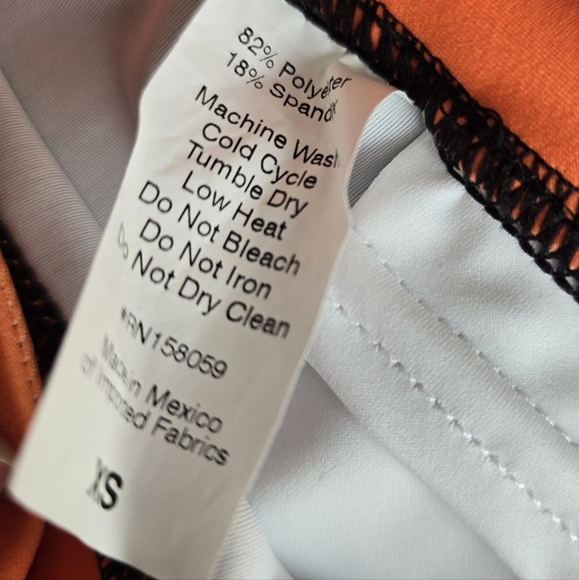 82% Polyester
18% Spandex
Machine Wash
Cold Cycle
Tumble Dry
Low Heat
Do Not Bleach
Do Not Iron
Do Not Dry Clean
#RN158059
Made in Mexico
of Imported Fabrics
XS